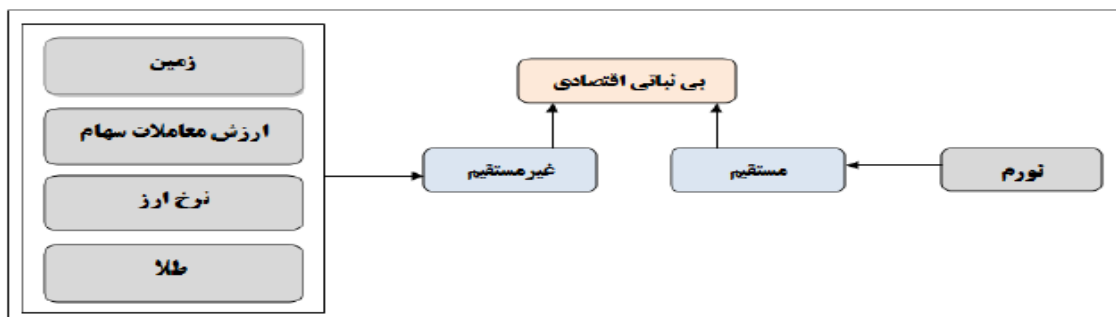 زمین
بی ثباتی اقتصادی
ارزش معاملات سهام
غیرمستقیم
مستقیم
تورم
نرخ ارز
طلا